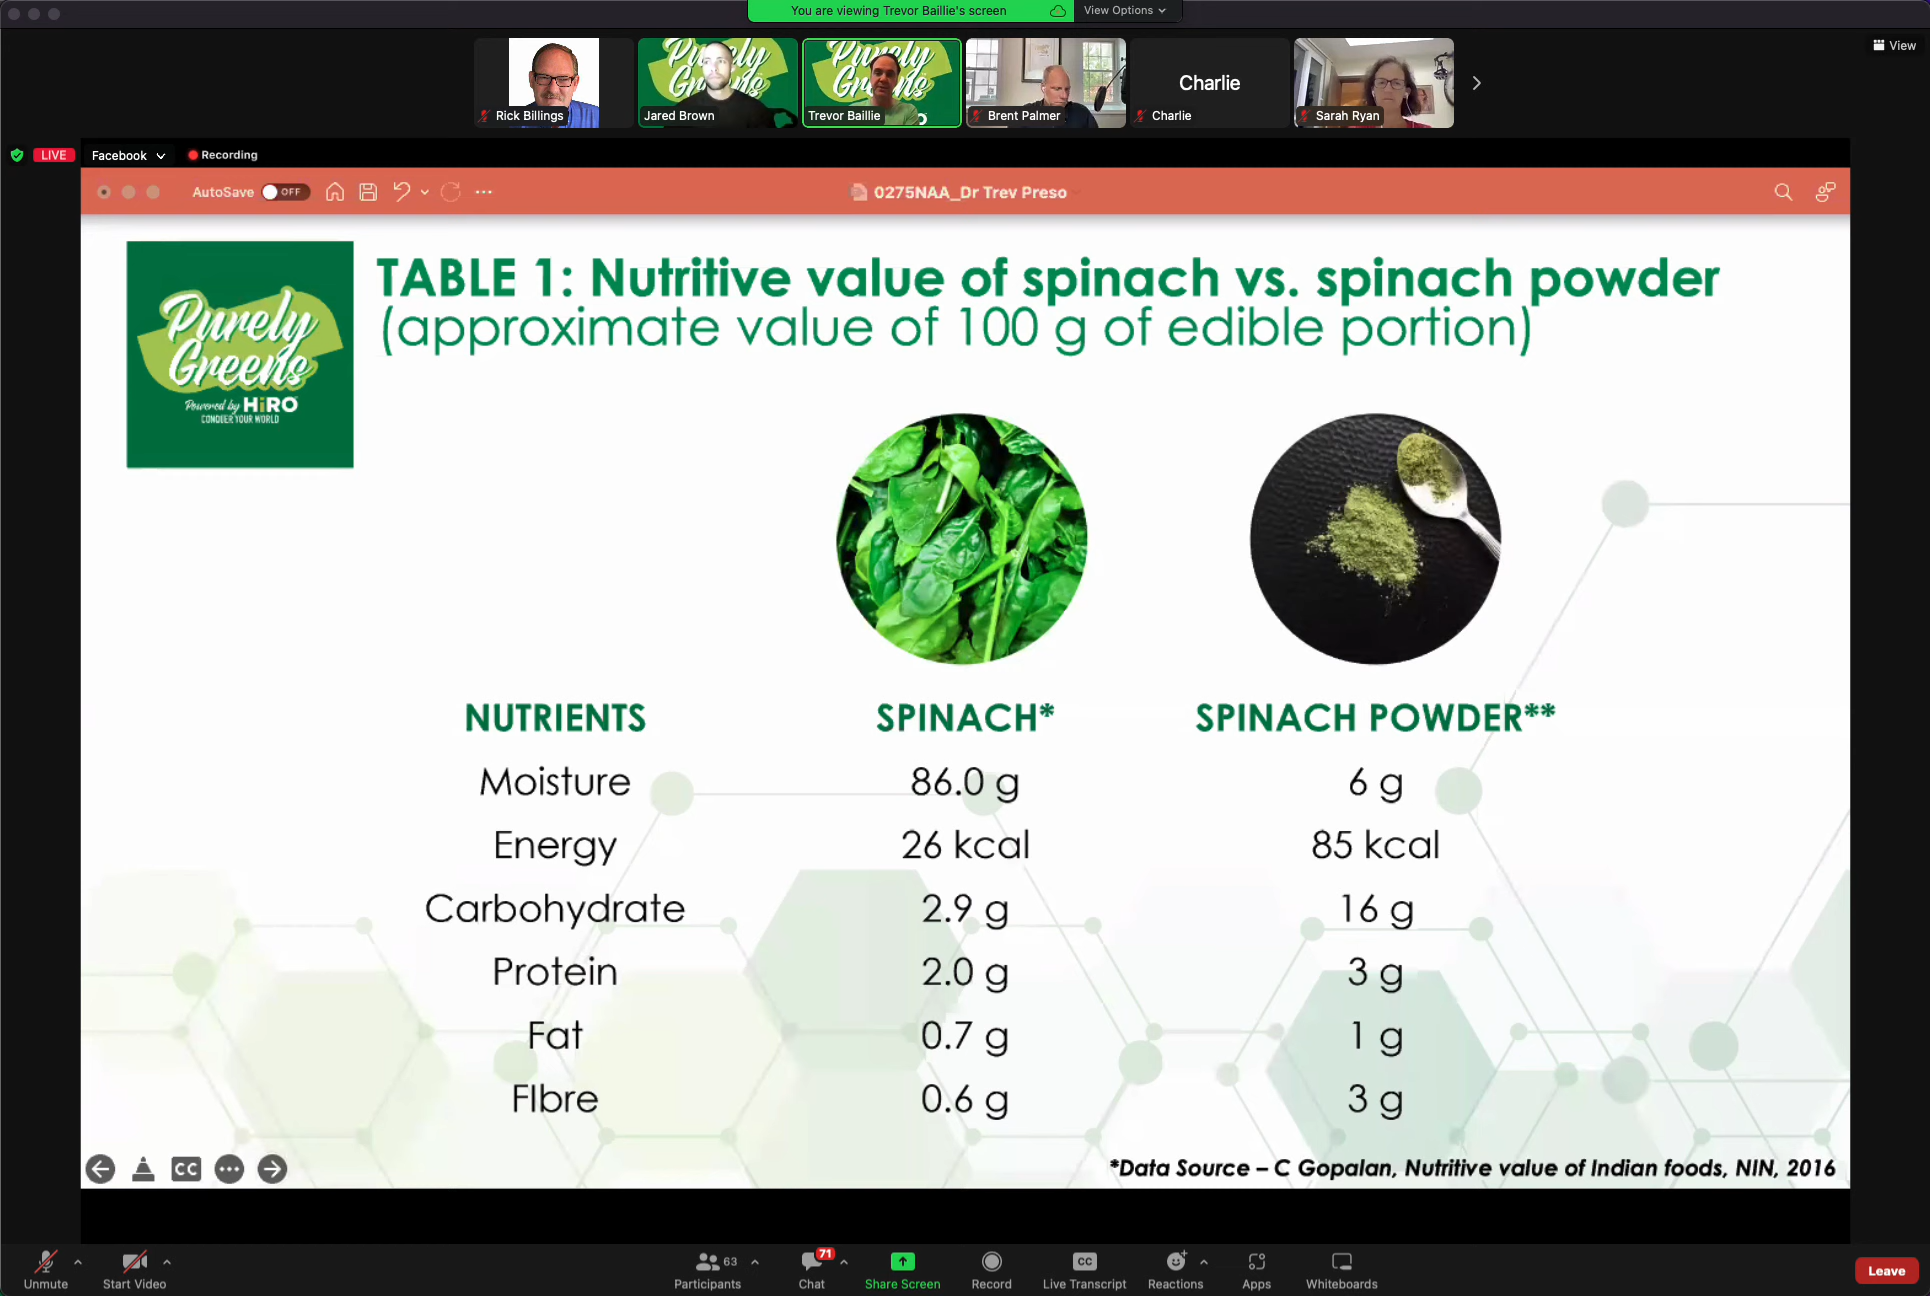 You are viewing Trevor Baillie's screen
View Options
View
Charlie
Rick Billings
Jared Brown
Trevor Baillie
Brent Palmer
Charlie
Sarah Ryan
LIVE
Facebook
Recording
AutoSave
OFF
0275NAA_Dr Trev Preso
Purely
Greens
Powered by HiRO
CONQUER YOUR WORLD
TABLE 1: Nutritive value of spinach vs. spinach powder
(approximate value of 100 g of edible portion)
NUTRIENTS SPINACH* SPINACH POWDER**
Moisture 86.0 g 6 g
Energy 26 kcal 85 kcal
Carbohydrate 2.9 g 16 g
Protein 2.0 g 3 g
Fat 0.7 g 1 g
FIbre 0.6 g 3 g
CC
*Data Source – C Gopalan, Nutritive value of Indian foods, NIN, 2016
Unmute
Start Video
63
Participants
71
Chat
Share Screen
Record
CC
Live Transcript
Reactions
Apps
Whiteboards
Leave